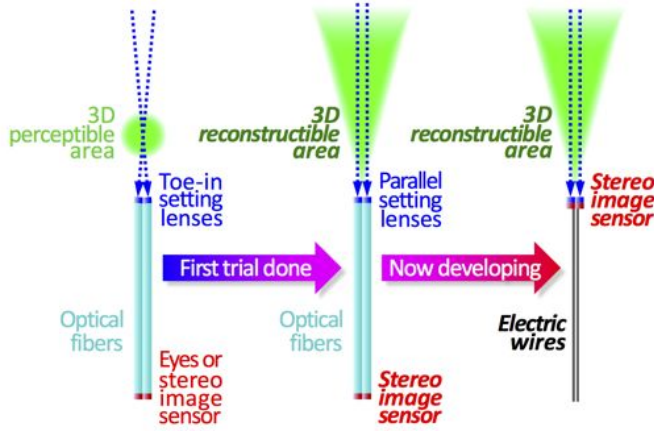 3D
perceptible
area
Toe-in
setting
lenses
Optical
fibers
Eyes or
stereo
image
sensor
First trial done
3D
reconstructible
area
Parallel
setting
lenses
Optical
fibers
Stereo
image
sensor
Now developing
3D
reconstructible
area
Stereo
image
sensor
Electric
wires